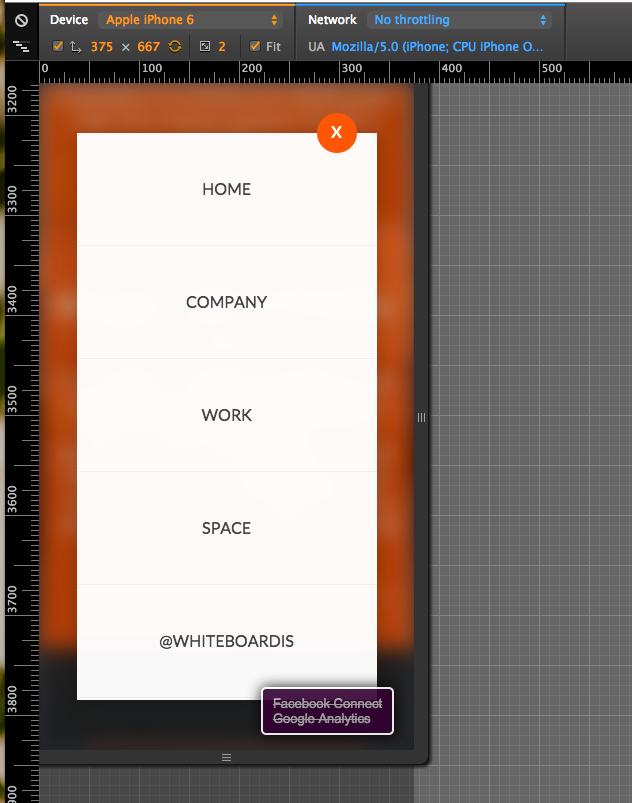 Device Apple iPhone 6 Network No throttling
375 × 667 2 Fit UA Mozilla/5.0 (iPhone; CPU iPhone O...
0 100 200 300 400 500
3200
3300
3400
3500
3600
3700
3800
900
X
HOME
COMPANY
WORK
SPACE
@WHITEBOARDIS
Facebook Connect
Google Analytics